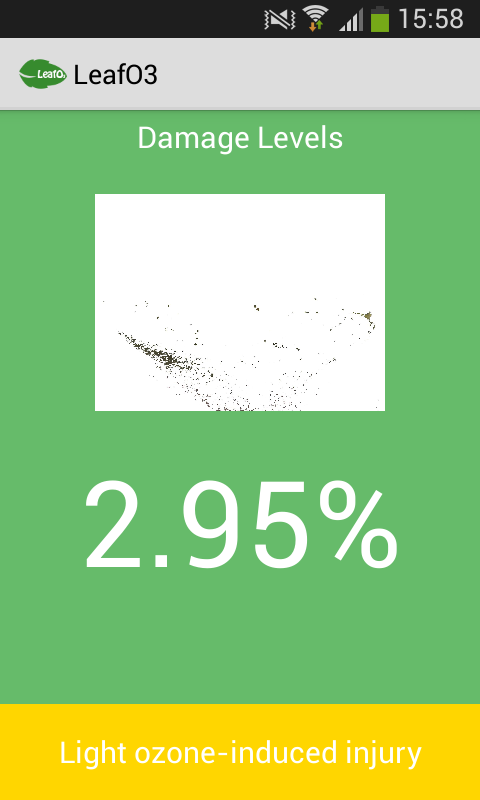 15:58
LeafO3
LeafO3
Damage Levels
2.95%
Light ozone-induced injury